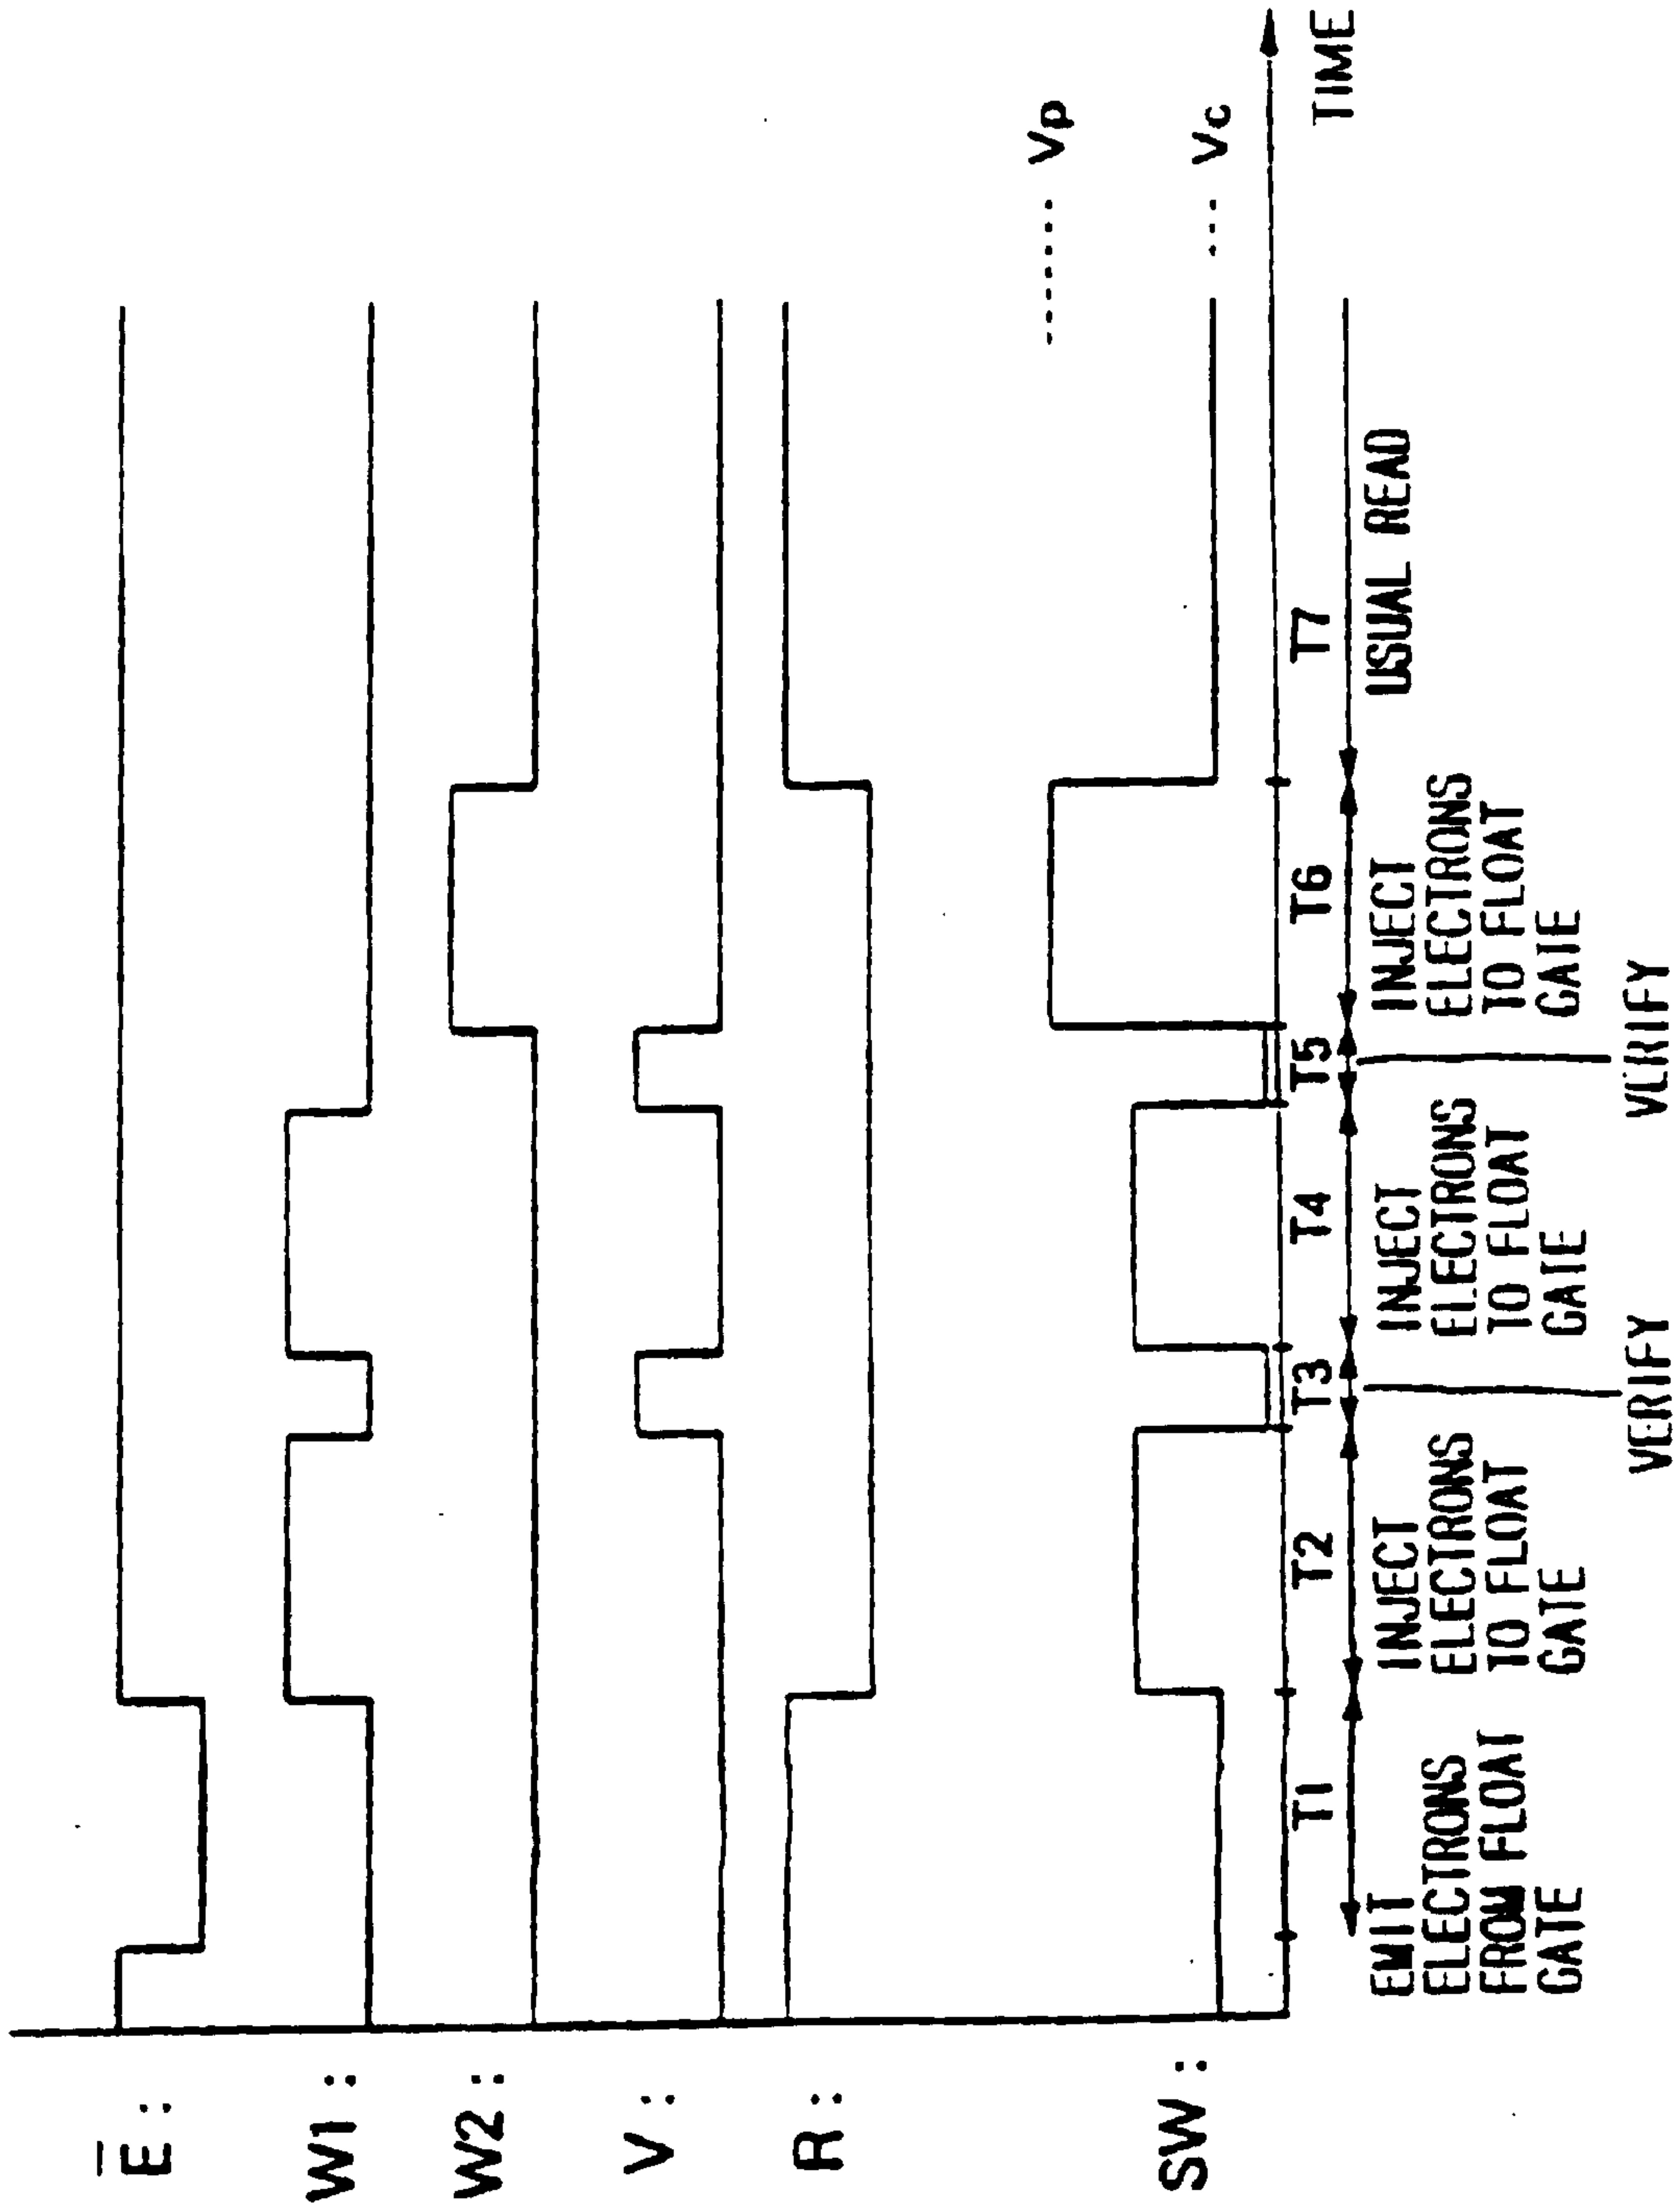 E :
W1 :
W2 :
V :
R :
SW :
Vp
Vc
TIME
T1
T2
T3
T4
T5
T6
T7
EMIT
ELECTRONS
FROM FLOAT
GATE
INJECT
ELECTRONS
TO FLOAT
GATE
VERIFY
INJECT
ELECTRONS
TO FLOAT
GATE
VERIFY
INJECT
ELECTRONS
TO FLOAT
GATE
USUAL READ